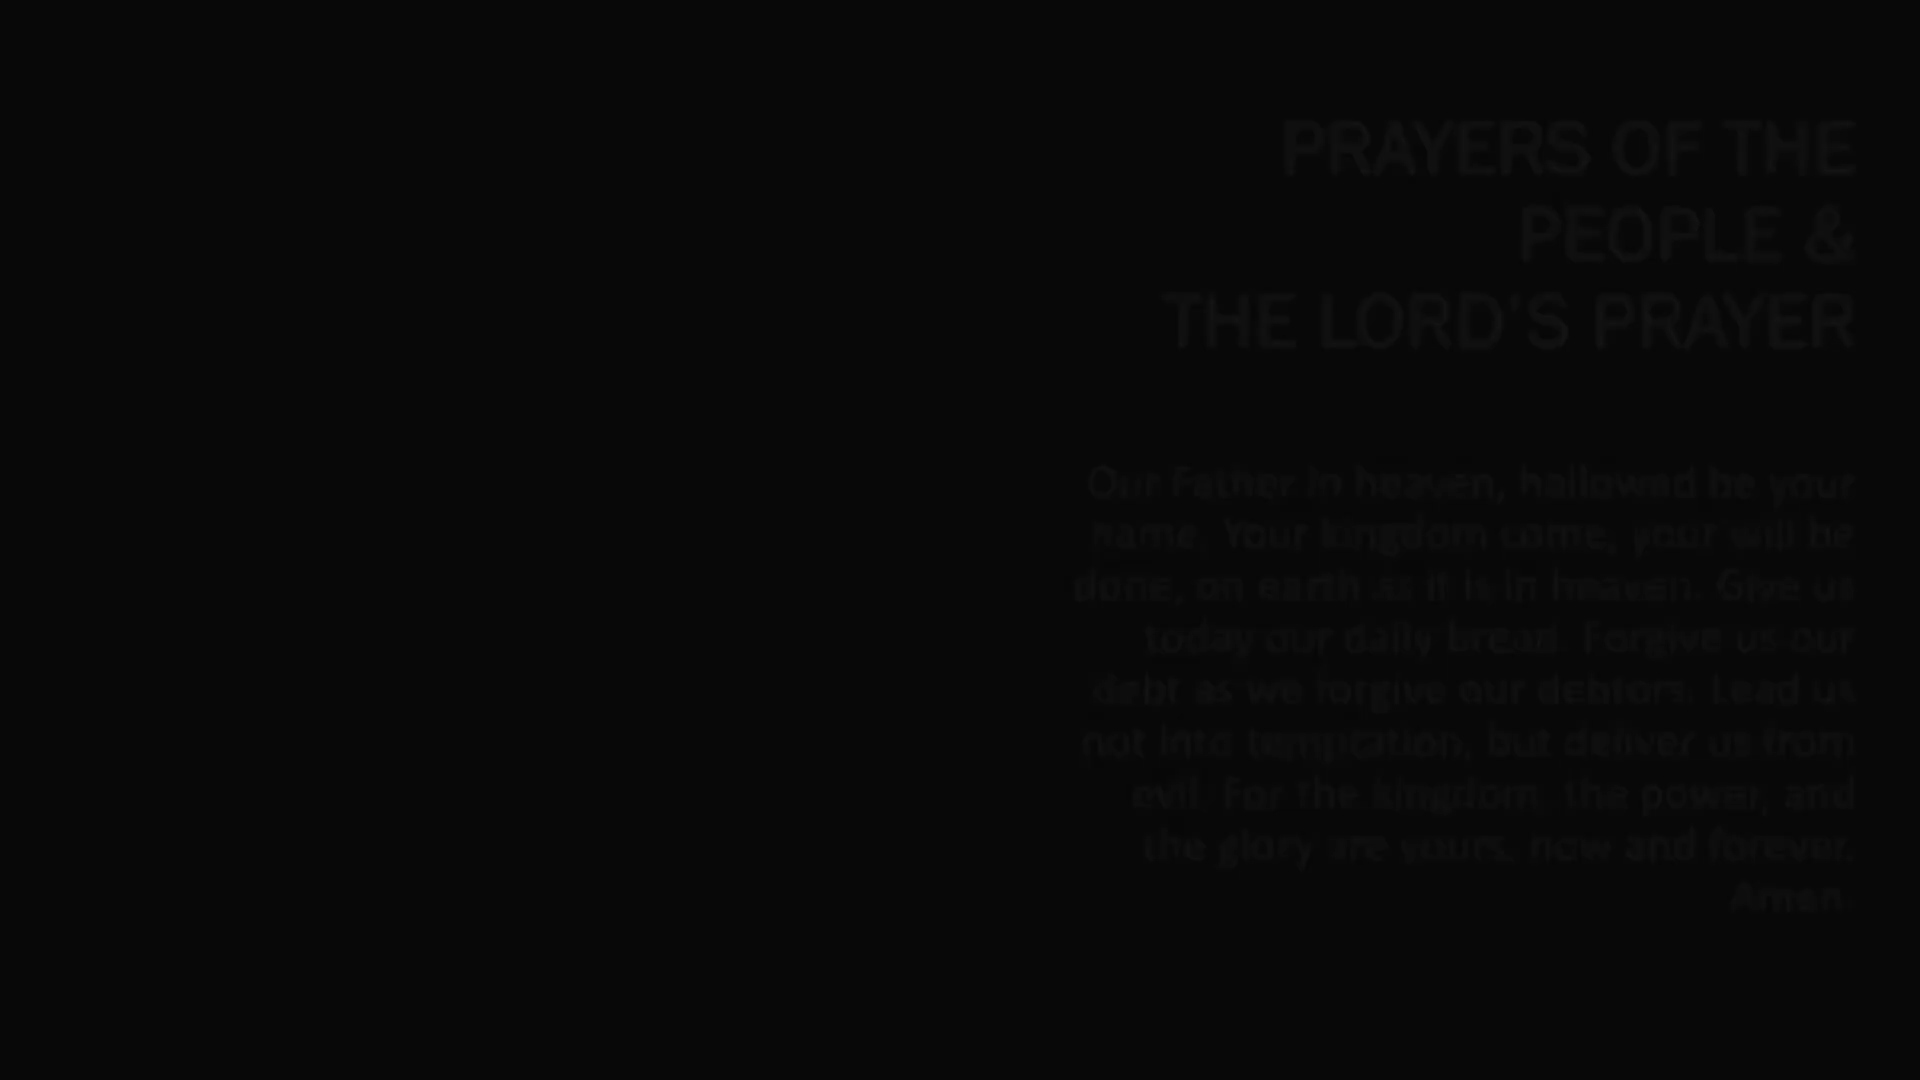 PRAYERS OF THE
PEOPLE &
THE LORD'S PRAYER
Our Father in heaven, hallowed be your
name. Your kingdom come, your will be
done, on earth as it is in heaven. Give us
today our daily bread. Forgive us our
debt as we forgive our debtors. Lead us
not into temptation, but deliver us from
evil. For the kingdom, the power, and
the glory are yours, now and forever.
Amen.